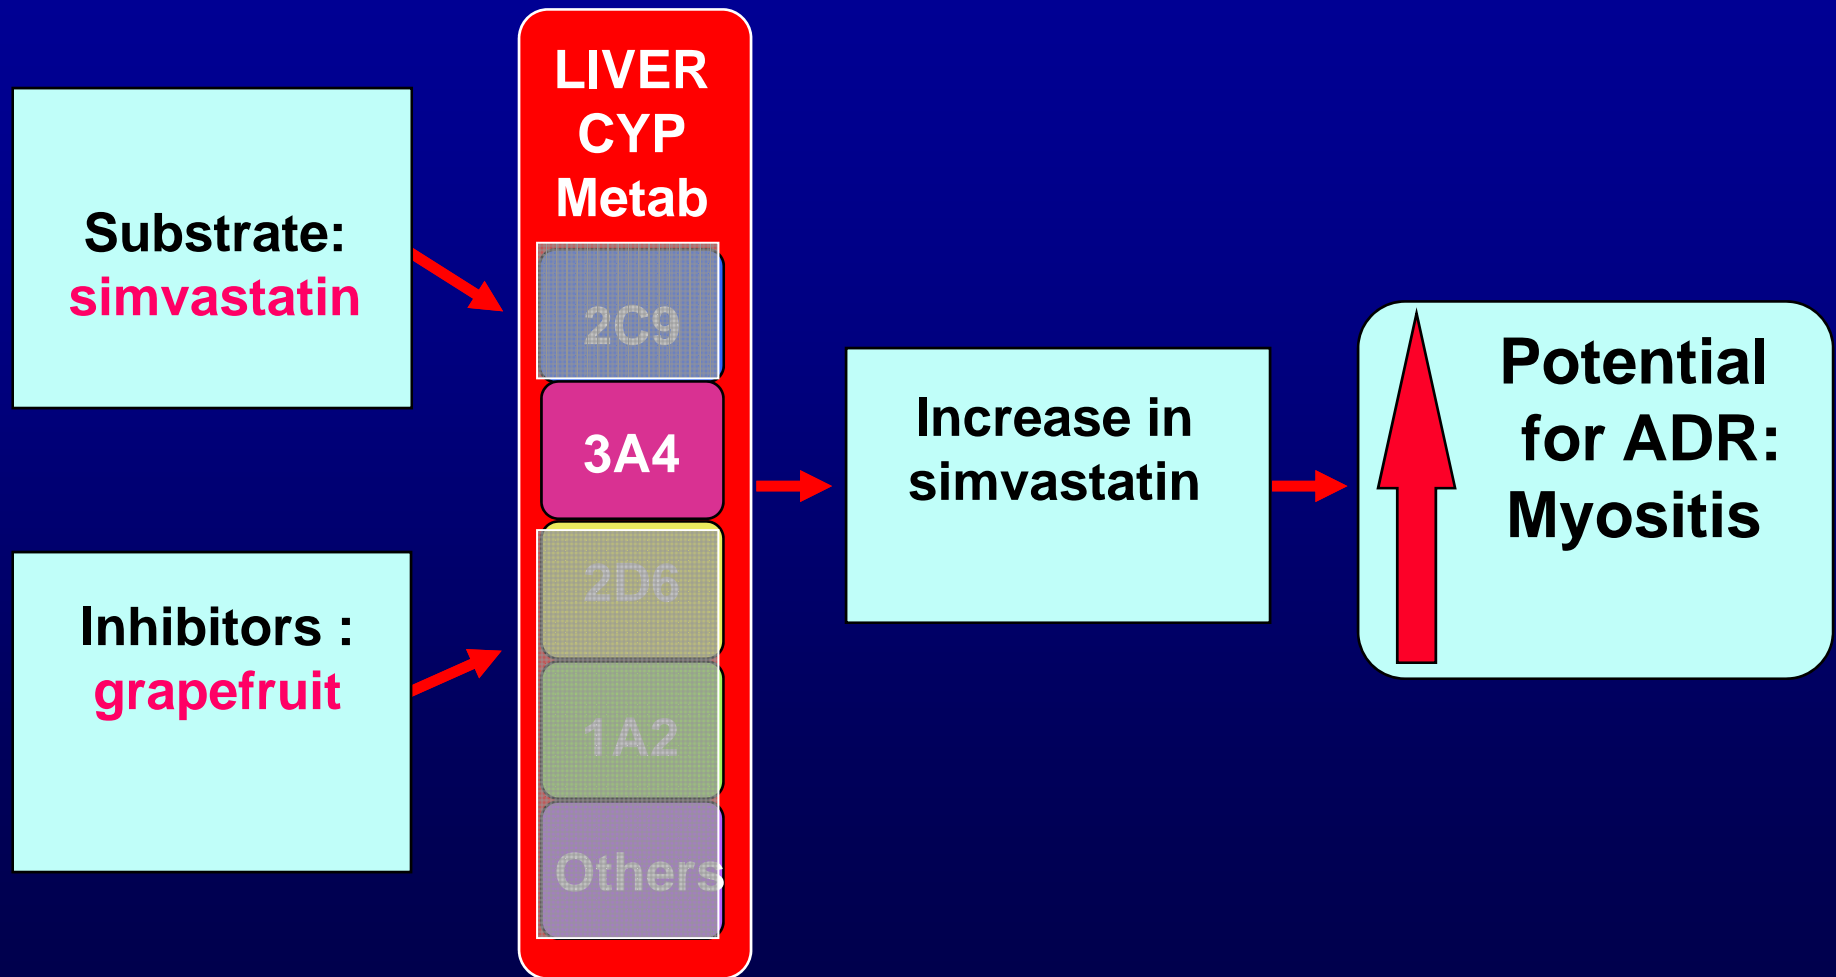 Substrate:
simvastatin
Inhibitors :
grapefruit
LIVER
CYP
Metab
2C9
3A4
2D6
1A2
Others
Increase in
simvastatin
Potential
for ADR:
Myositis